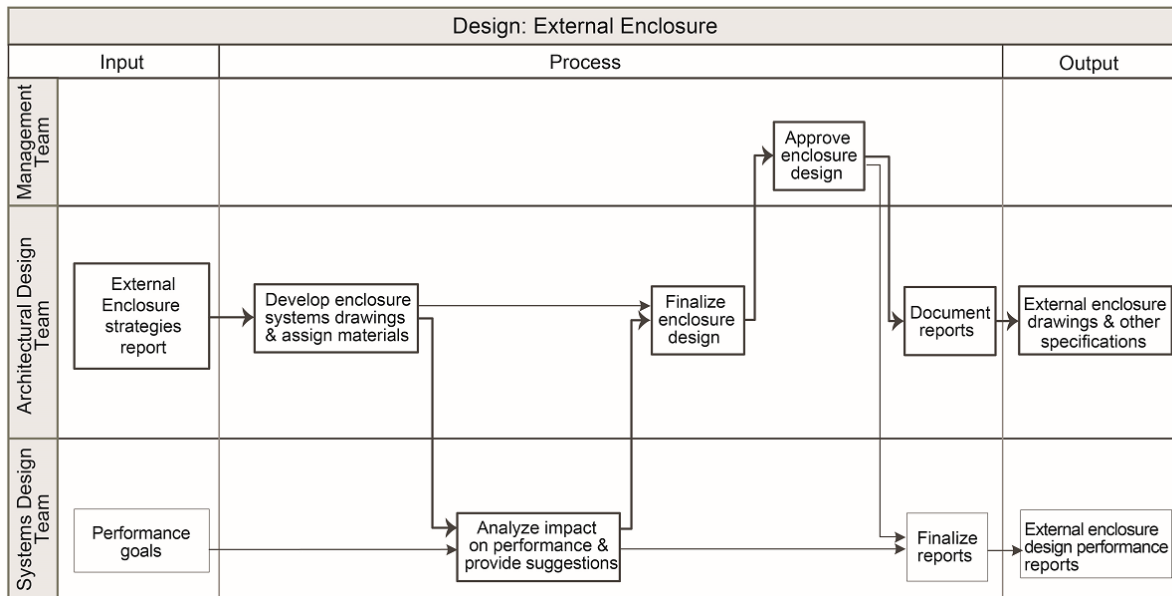 Design: External Enclosure
Input
Process
Output
Management
Team
Approve
enclosure
design
Architectural Design
Team
External
Enclosure
strategies
report
Develop enclosure
systems drawings
& assign materials
Finalize
enclosure
design
Document
reports
External enclosure
drawings & other
specifications
Systems Design
Team
Performance
goals
Analyze impact
on performance &
provide suggestions
Finalize
reports
External enclosure
design performance
reports